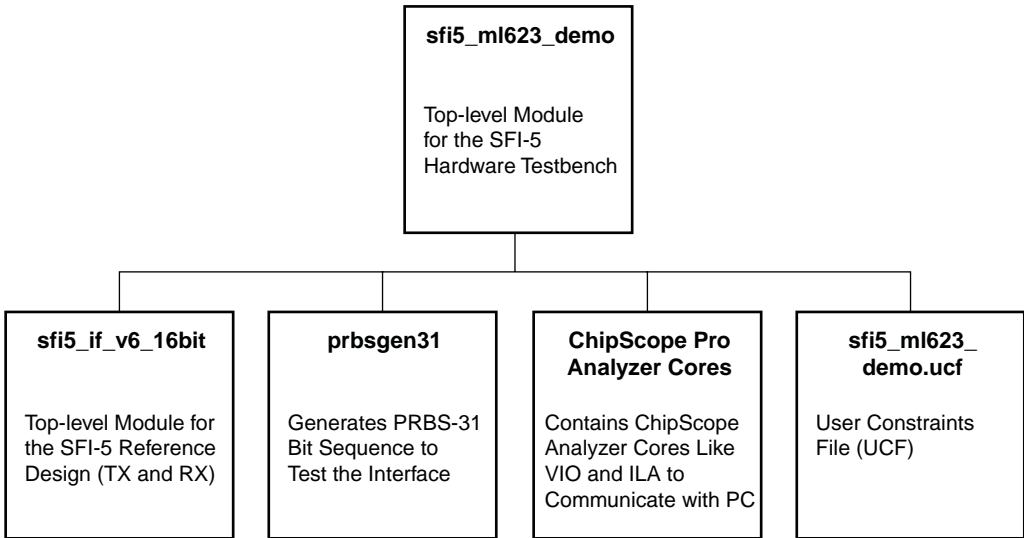 sfi5_ml623_demo
Top-level Module
for the SFI-5
Hardware Testbench
sfi5_if_v6_16bit
Top-level Module for
the SFI-5 Reference
Design (TX and RX)
prbsgen31
Generates PRBS-31
Bit Sequence to
Test the Interface
ChipScope Pro
Analyzer Cores
Contains ChipScope
Analyzer Cores Like
VIO and ILA to
Communicate with PC
sfi5_ml623_
demo.ucf
User Constraints
File (UCF)